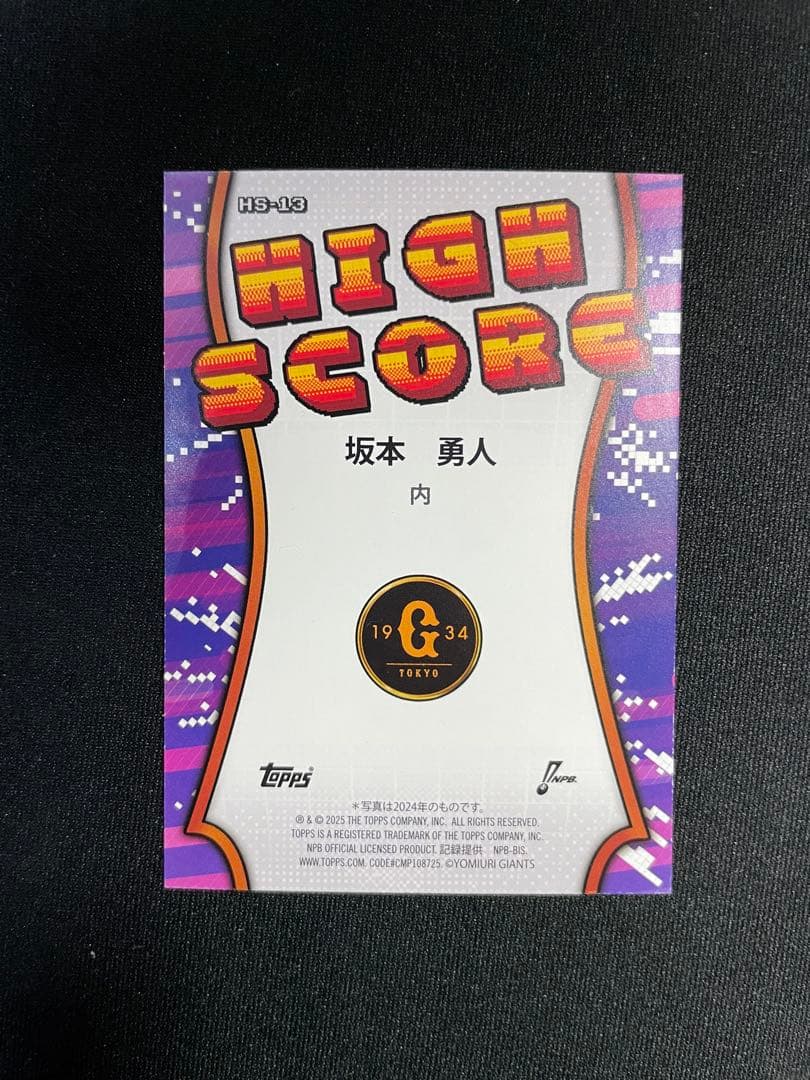 HS-13
HIGH
SCORE
坂本　勇人
内
19 G 34
TOKYO
TOPPS® NPB.
＊写真は2024年のものです。
® & © 2025 THE TOPPS COMPANY, INC. ALL RIGHTS RESERVED.
TOPPS IS A REGISTERED TRADEMARK OF THE TOPPS COMPANY, INC.
NPB OFFICIAL LICENSED PRODUCT. 記録提供　NPB-BIS.
WWW.TOPPS.COM. CODE#CMP108725. ©YOMIURI GIANTS